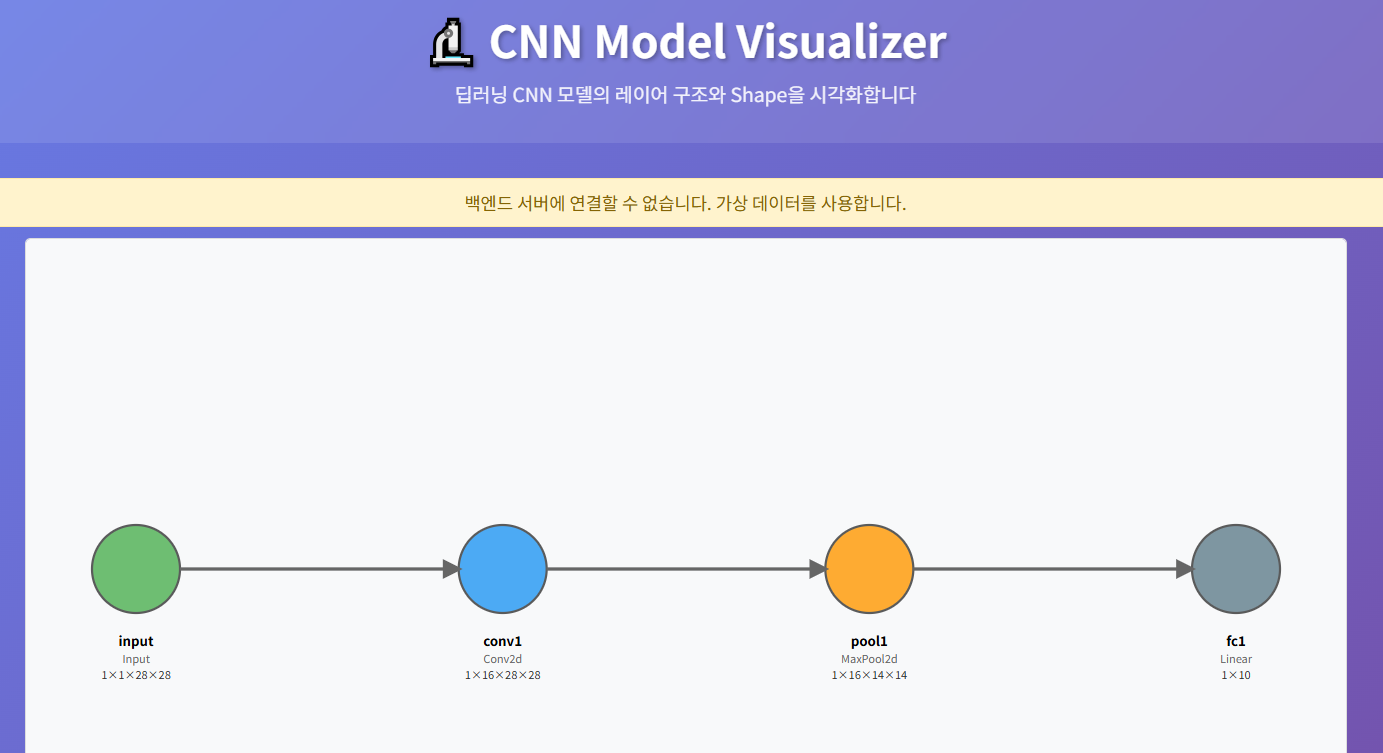 CNN Model Visualizer
딥러닝 CNN 모델의 레이어 구조와 Shape을 시각화합니다
백엔드 서버에 연결할 수 없습니다. 가상 데이터를 사용합니다.
input
Input
1×1×28×28
conv1
Conv2d
1×16×28×28
pool1
MaxPool2d
1×16×14×14
fc1
Linear
1×10